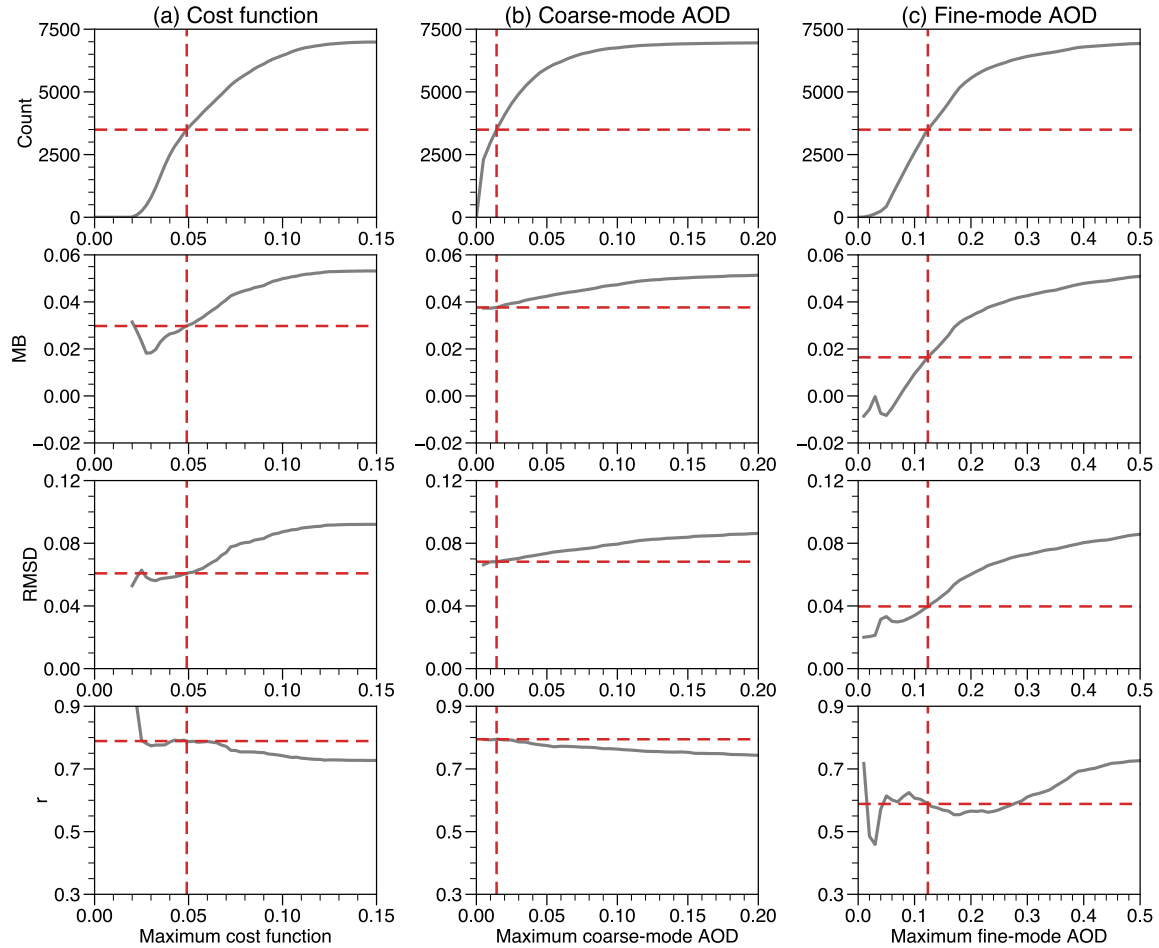 (a) Cost function (b) Coarse-mode AOD (c) Fine-mode AOD
7500 7500 7500
5000 5000 5000
Count
2500 2500 2500
0 0 0
0.00 0.05 0.10 0.15 0.00 0.05 0.10 0.15 0.20 0.0 0.1 0.2 0.3 0.4 0.5
0.06 0.06 0.06
0.04 0.04 0.04
MB
0.02 0.02 0.02
0.00 0.00 0.00
−0.02 −0.02 −0.02
0.00 0.05 0.10 0.15 0.00 0.05 0.10 0.15 0.20 0.0 0.1 0.2 0.3 0.4 0.5
0.12 0.12 0.12
0.08 0.08 0.08
RMSD
0.04 0.04 0.04
0.00 0.00 0.00
0.00 0.05 0.10 0.15 0.00 0.05 0.10 0.15 0.20 0.0 0.1 0.2 0.3 0.4 0.5
0.9 0.9 0.9
0.7 0.7 0.7
r
0.5 0.5 0.5
0.3 0.3 0.3
0.00 0.05 0.10 0.15 0.00 0.05 0.10 0.15 0.20 0.0 0.1 0.2 0.3 0.4 0.5
Maximum cost function Maximum coarse-mode AOD Maximum fine-mode AOD